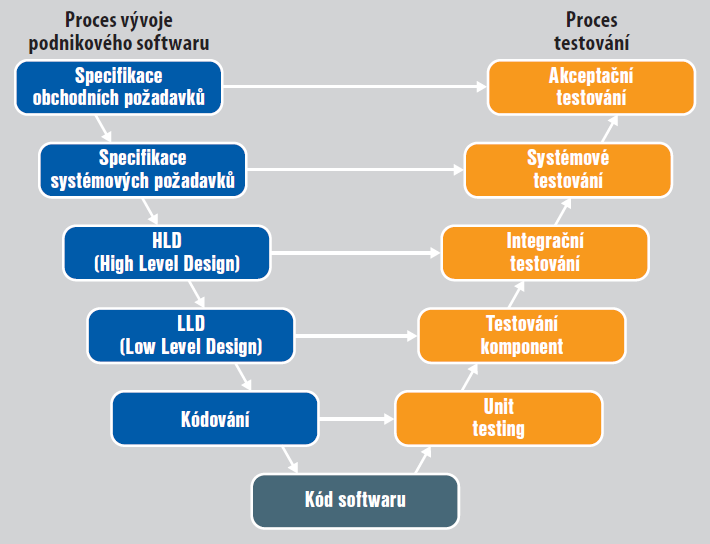 Proces vývoje
podnikového softwaru
Proces
testování
Specifikace
obchodních požadavků
Akceptační
testování
Specifikace
systémových požadavků
Systémové
testování
HLD
(High Level Design)
Integrační
testování
LLD
(Low Level Design)
Testování
komponent
Kódování
Unit
testing
Kód softwaru